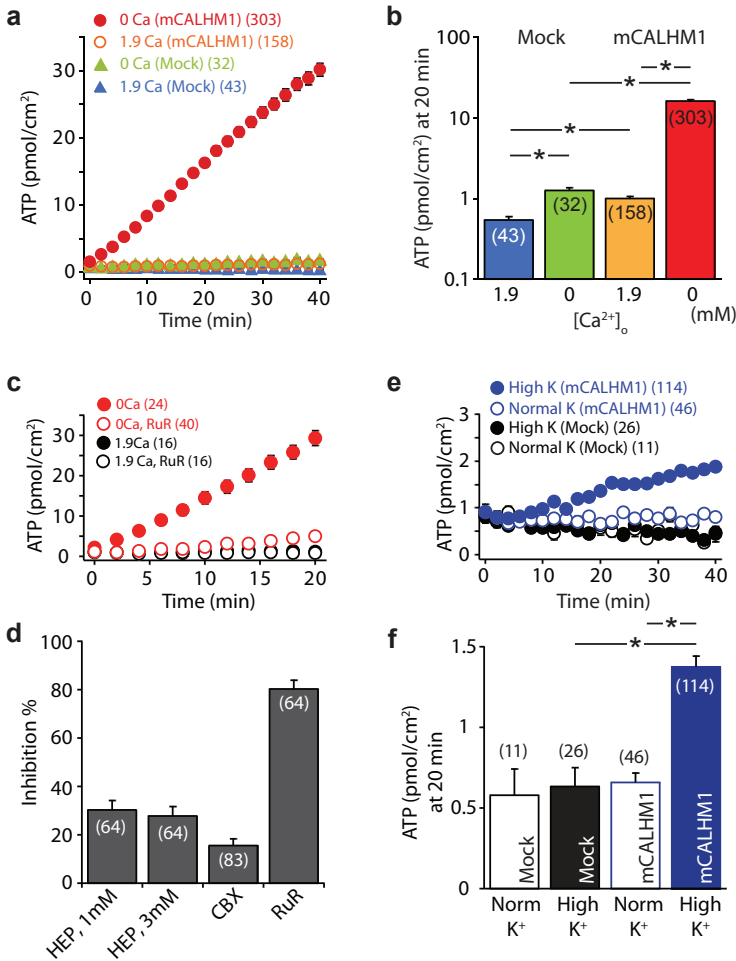 a
0 Ca (mCALHM1) (303)
1.9 Ca (mCALHM1) (158)
0 Ca (Mock) (32)
1.9 Ca (Mock) (43)
ATP (pmol/cm²)
30
20
10
0
0 10 20 30 40
Time (min)
b
Mock mCALHM1
ATP (pmol/cm²) at 20 min
100
10
1
0.1
* * * *
(43) (32) (158) (303)
1.9 0 1.9 0
[Ca²⁺]ₒ (mM)
c
0Ca (24)
0Ca, RuR (40)
1.9Ca (16)
1.9 Ca, RuR (16)
ATP (pmol/cm²)
30
20
10
0
0 5 10 15 20
Time (min)
e
High K (mCALHM1) (114)
Normal K (mCALHM1) (46)
High K (Mock) (26)
Normal K (Mock) (11)
ATP (pmol/cm²)
3
2
1
0
0 10 20 30 40
Time (min)
d
Inhibition %
100
80
60
40
20
0
(64) (64) (83) (64)
HEP, 1mM HEP, 3mM CBX RuR
f
ATP (pmol/cm²)
at 20 min
1.5
1
0.5
0
* *
(11) (26) (46) (114)
Mock Mock mCALHM1 mCALHM1
Norm High Norm High
K⁺ K⁺ K⁺ K⁺